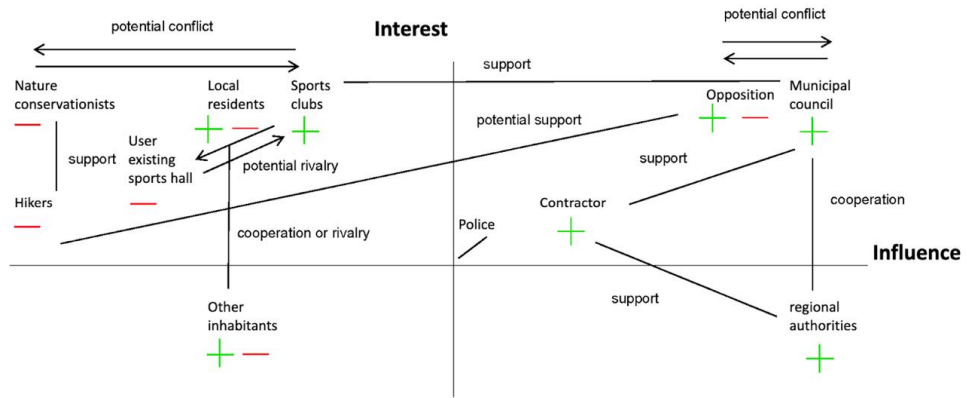 potential conflict
Interest
potential conflict
support
Nature
conservationists
Local
residents
Sports
clubs
Opposition
Municipal
council
potential support
User
existing
sports hall
support
potential rivalry
support
Hikers
Contractor
cooperation
Police
cooperation or rivalry
Influence
support
Other
inhabitants
regional
authorities